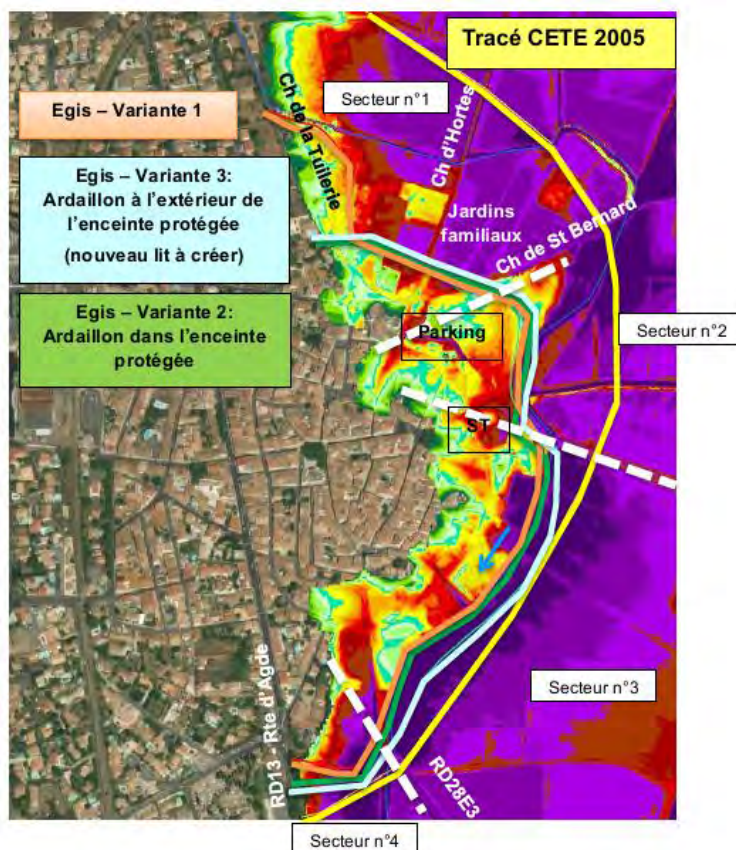 Tracé CETE 2005
Secteur n°1
Egis – Variante 1
Ch de la Tuilerie
Ch d'Hortes
Egis – Variante 3:
Ardaillon à l'extérieur de
l'enceinte protégée
(nouveau lit à créer)
Jardins
familiaux
Ch de St Bernard
Egis – Variante 2:
Ardaillon dans l'enceinte
protégée
Parking
Secteur n°2
ST
Secteur n°3
RD13 - Rte d'Agde
RD28E3
Secteur n°4